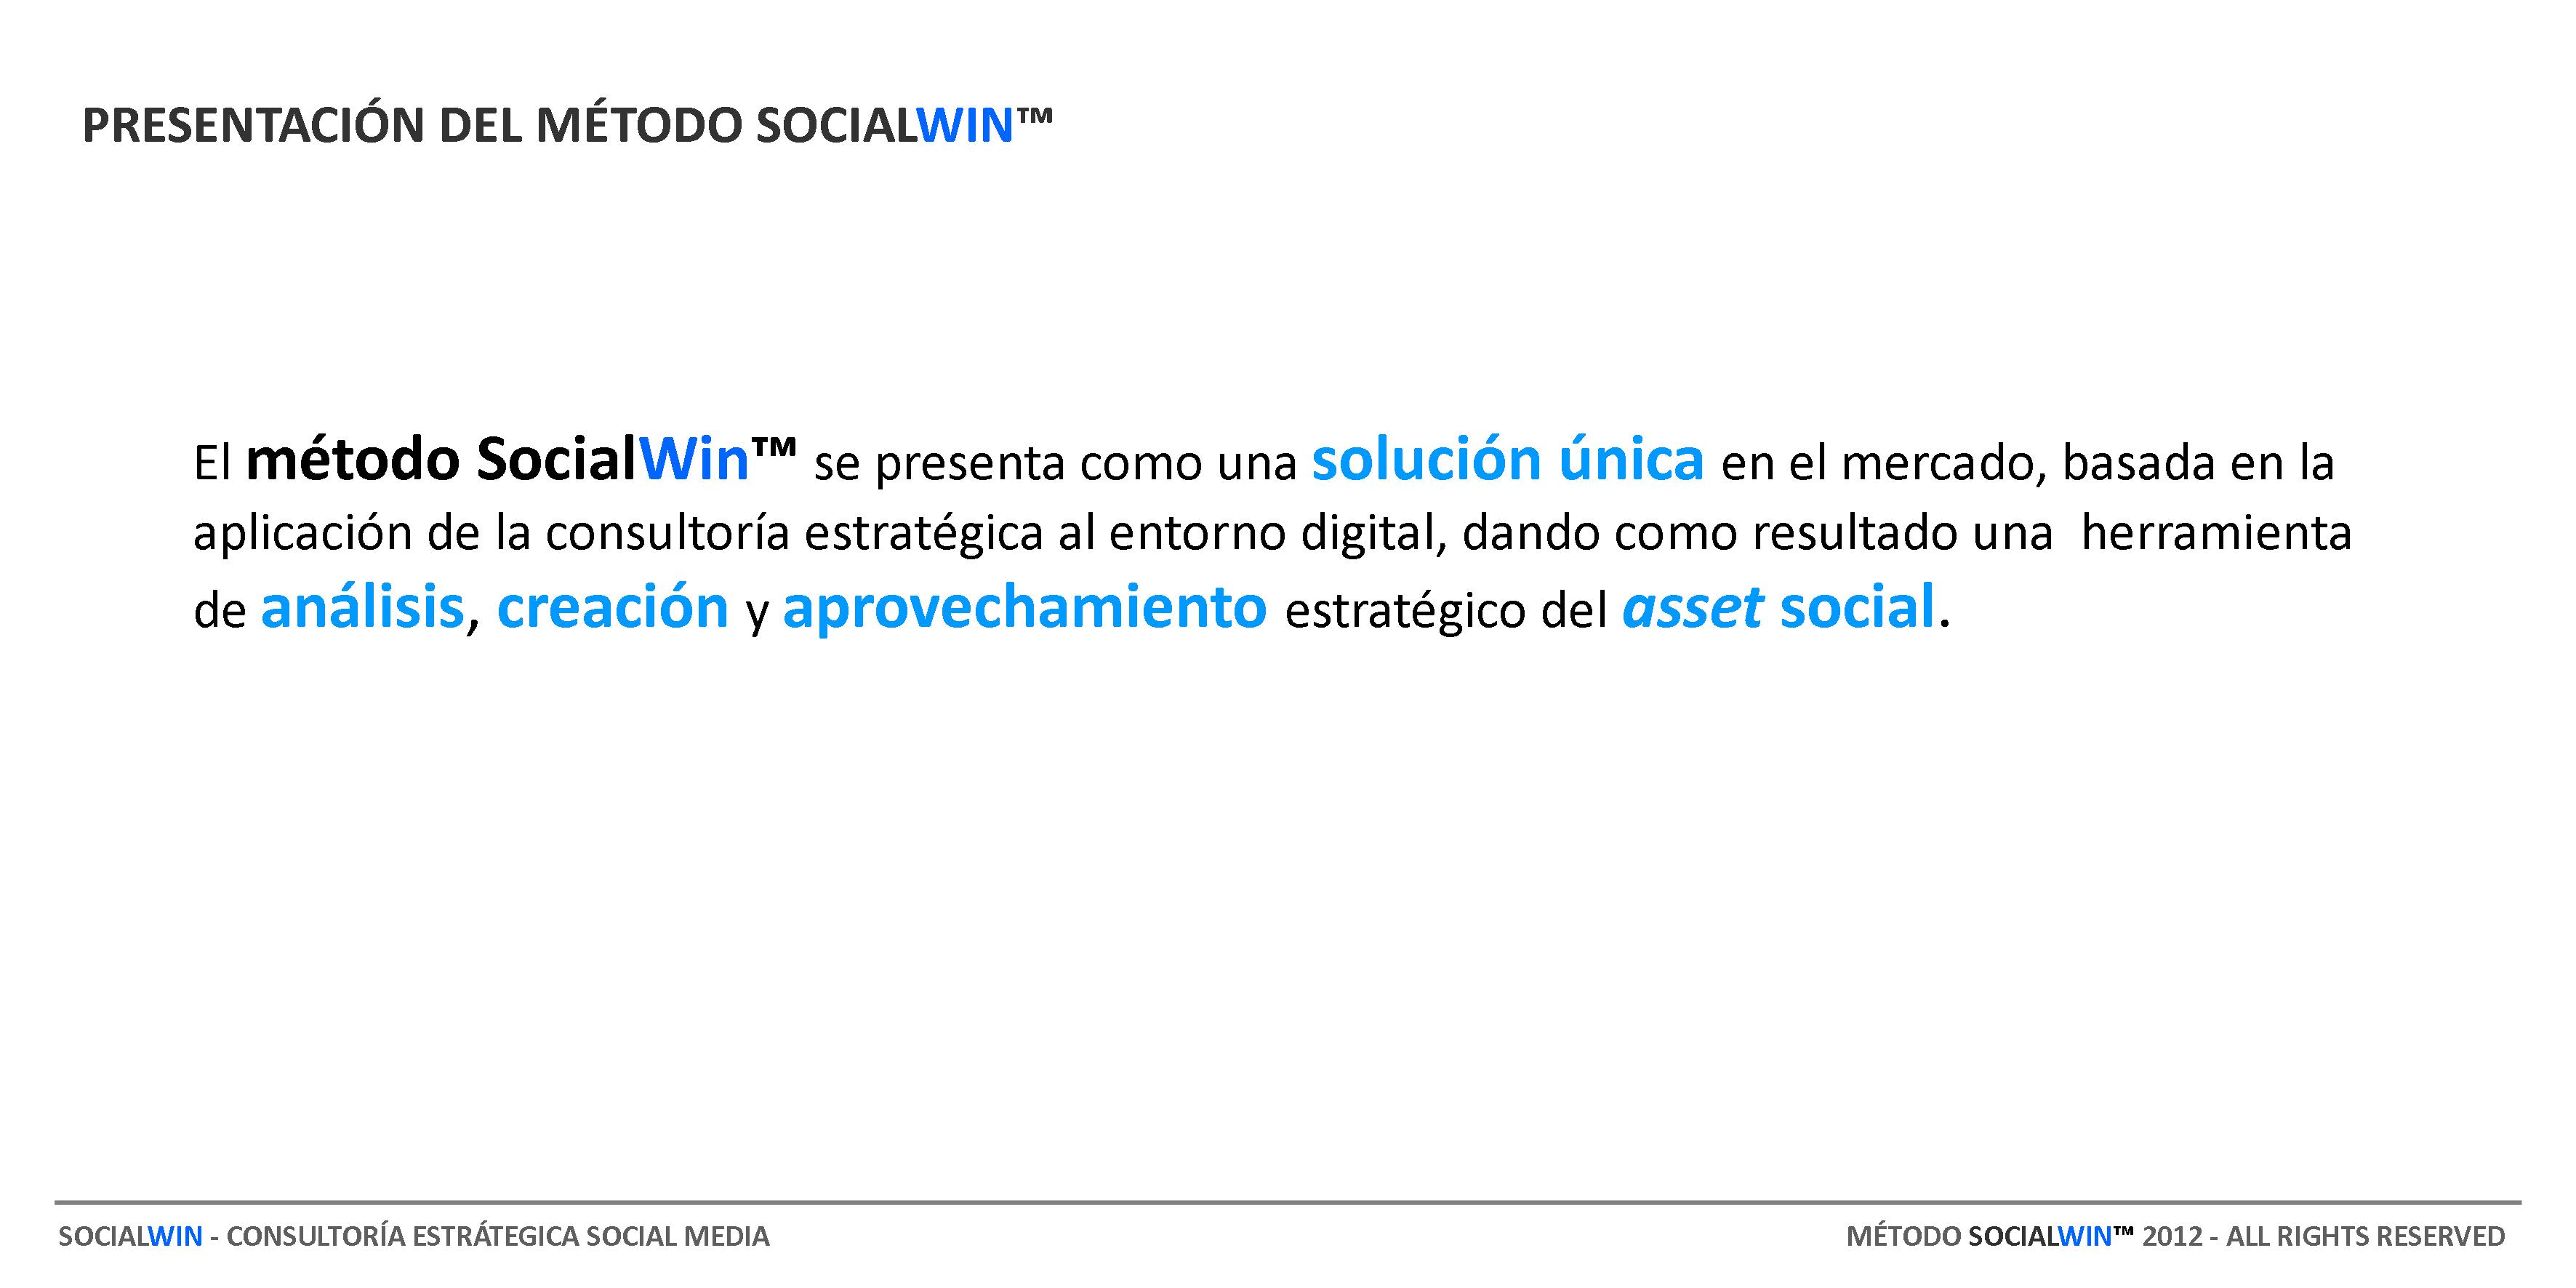 PRESENTACIÓN DEL MÉTODO SOCIALWIN™
El método SocialWin™ se presenta como una solución única en el mercado, basada en la
aplicación de la consultoría estratégica al entorno digital, dando como resultado una  herramienta
de análisis, creación y aprovechamiento estratégico del asset social.
SOCIALWIN - CONSULTORÍA ESTRÁTEGICA SOCIAL MEDIA
MÉTODO SOCIALWIN™ 2012 - ALL RIGHTS RESERVED